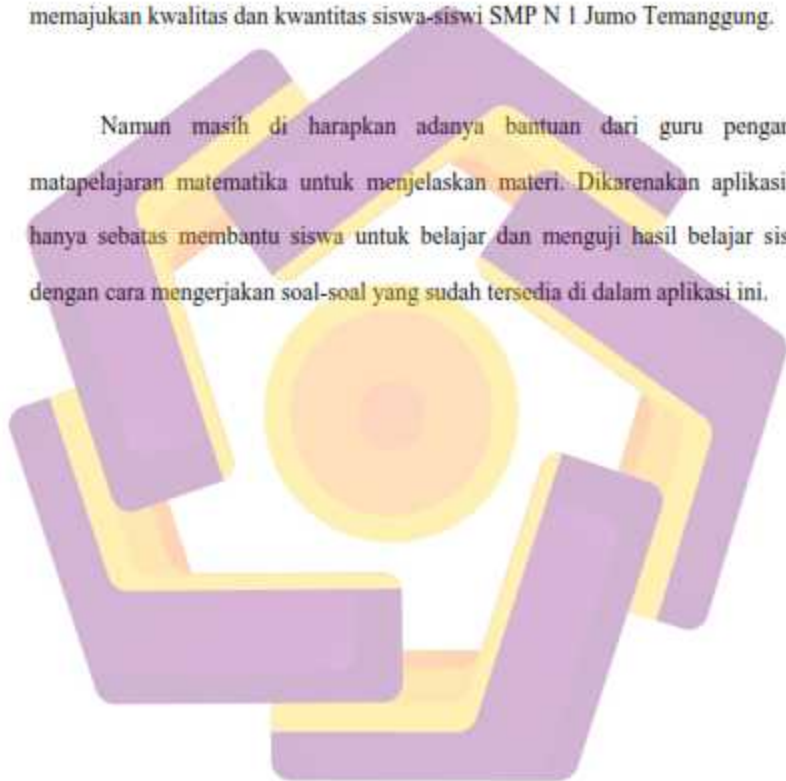 memajukan kwalitas dan kwantitas siswa-siswi SMP N 1 Jumo Temanggung.
Namun masih di harapkan adanya bantuan dari guru pengar
matapelajaran matematika untuk menjelaskan materi. Dikarenakan aplikasi
hanya sebatas membantu siswa untuk belajar dan menguji hasil belajar sis
dengan cara mengerjakan soal-soal yang sudah tersedia di dalam aplikasi ini.